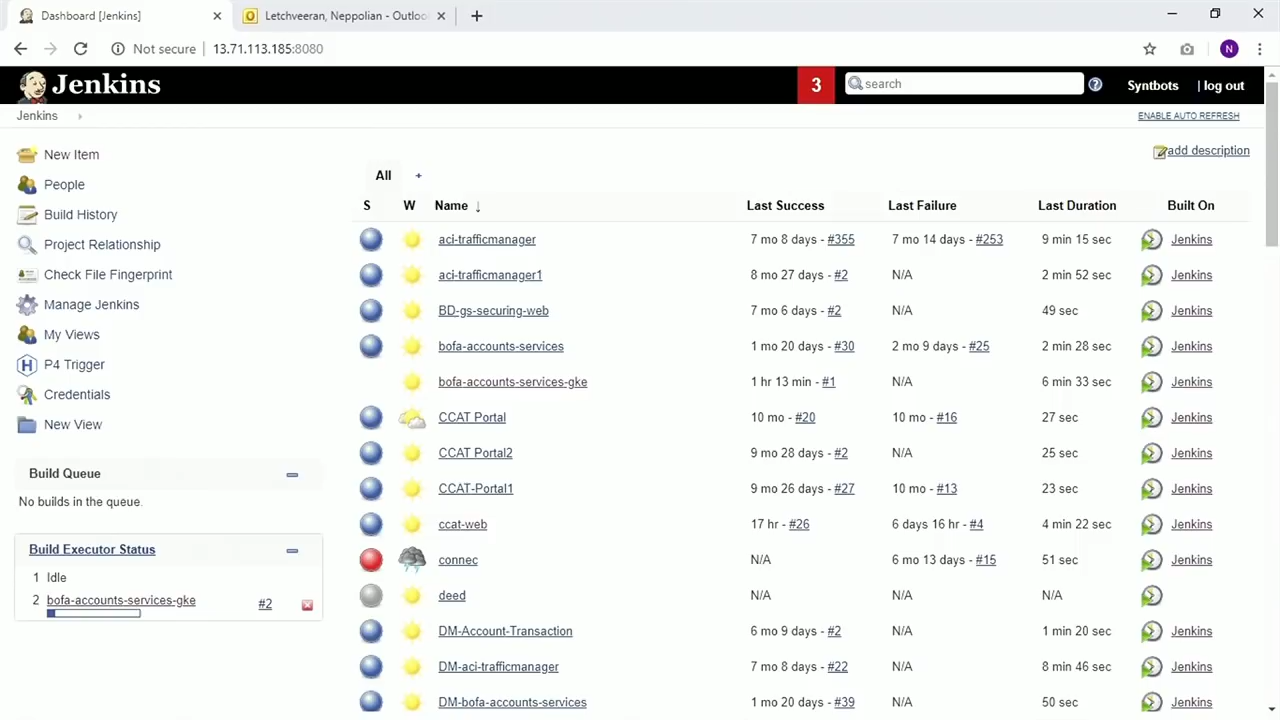 Dashboard [Jenkins]
Letchveeran, Neppolian - Outloo
Not secure
13.71.113.185:8080
N
Jenkins
3
search
Syntbots
| log out
Jenkins
ENABLE AUTO REFRESH
New Item
People
Build History
Project Relationship
Check File Fingerprint
Manage Jenkins
My Views
P4 Trigger
Credentials
New View
Build Queue
No builds in the queue.
Build Executor Status
1 Idle
2 bofa-accounts-services-gke #2
add description
All +
S W Name ↓ Last Success Last Failure Last Duration Built On
aci-trafficmanager 7 mo 8 days - #355 7 mo 14 days - #253 9 min 15 sec Jenkins
aci-trafficmanager1 8 mo 27 days - #2 N/A 2 min 52 sec Jenkins
BD-gs-securing-web 7 mo 6 days - #2 N/A 49 sec Jenkins
bofa-accounts-services 1 mo 20 days - #30 2 mo 9 days - #25 2 min 28 sec Jenkins
bofa-accounts-services-gke 1 hr 13 min - #1 N/A 6 min 33 sec Jenkins
CCAT Portal 10 mo - #20 10 mo - #16 27 sec Jenkins
CCAT Portal2 9 mo 28 days - #2 N/A 25 sec Jenkins
CCAT-Portal1 9 mo 26 days - #27 10 mo - #13 23 sec Jenkins
ccat-web 17 hr - #26 6 days 16 hr - #4 4 min 22 sec Jenkins
connec N/A 6 mo 13 days - #15 51 sec Jenkins
deed N/A N/A N/A
DM-Account-Transaction 6 mo 9 days - #2 N/A 1 min 20 sec Jenkins
DM-aci-trafficmanager 7 mo 8 days - #22 N/A 8 min 46 sec Jenkins
DM-bofa-accounts-services 1 mo 20 days - #39 N/A 50 sec Jenkins